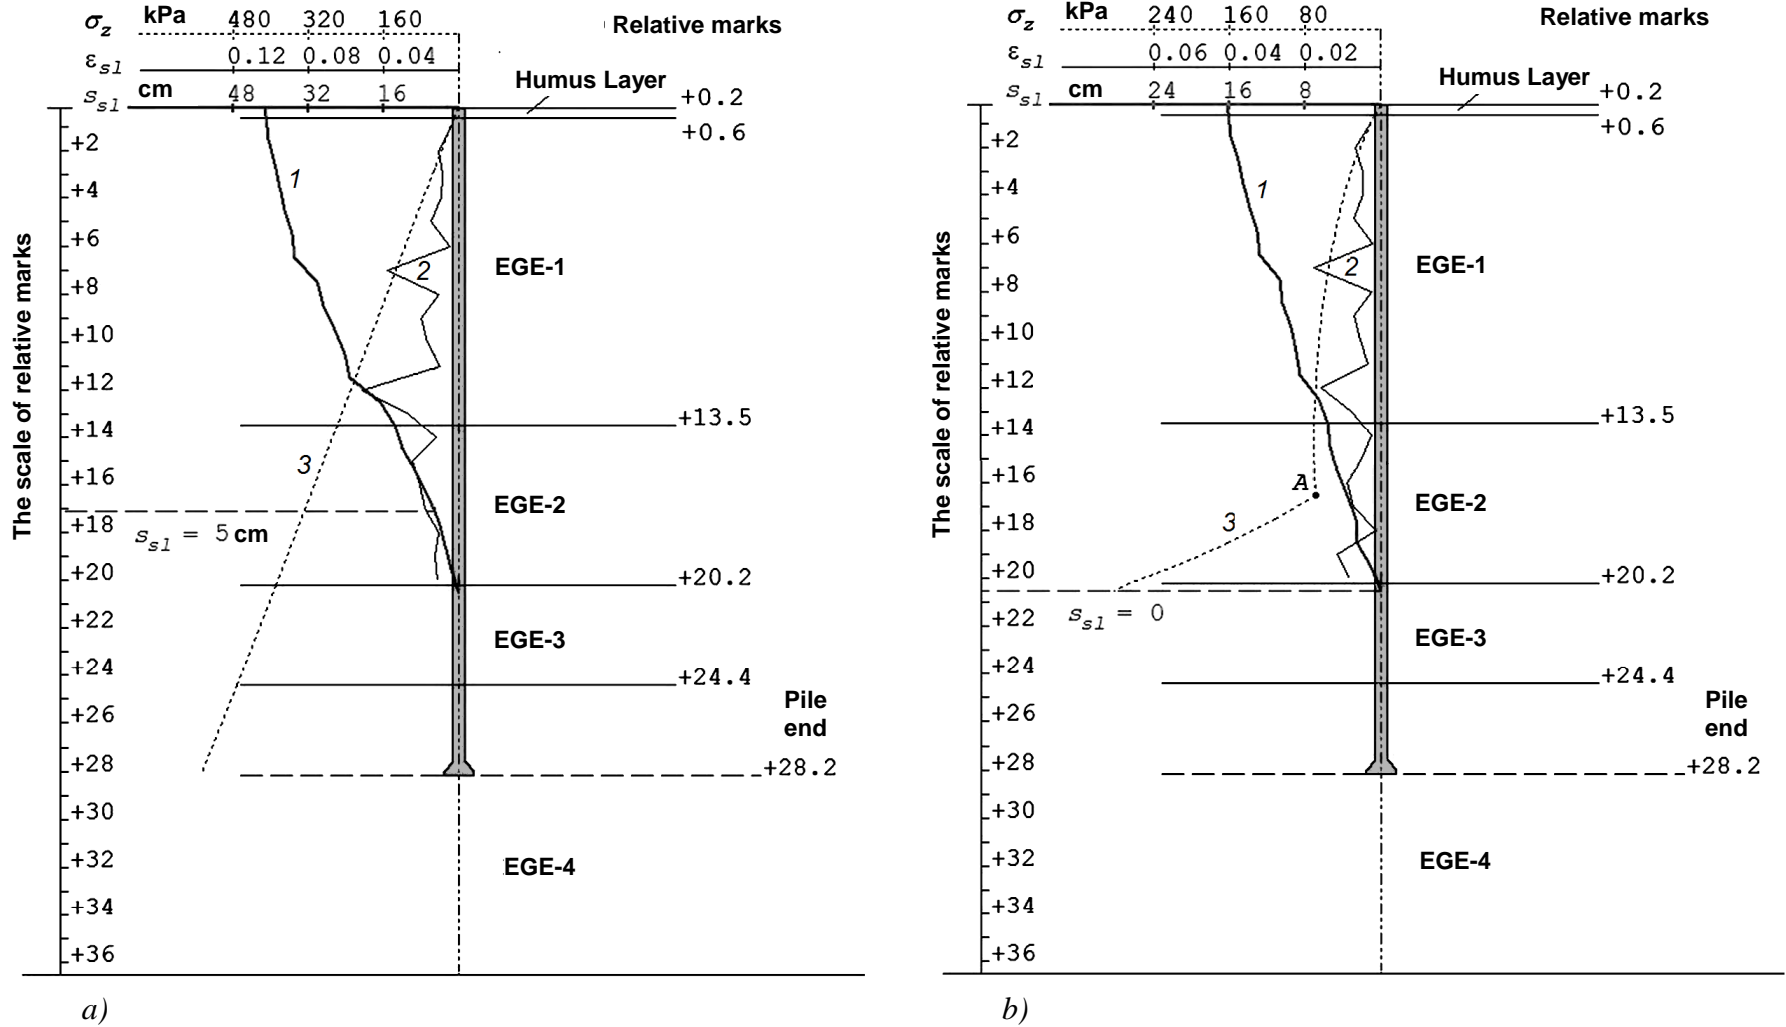 σz kPa 480 320 160 Relative marks
εsl 0.12 0.08 0.04
Humus Layer
ssl cm 48 32 16 +0.2
+0.6
The scale of relative marks
+2
+4
+6
+8
+10
+12
+14
+16
+18
+20
+22
+24
+26
+28
+30
+32
+34
+36
1
2
3
EGE-1
+13.5
EGE-2
ssl = 5 cm
+20.2
EGE-3
+24.4
Pile
end
+28.2
EGE-4
a)
σz kPa 240 160 80 Relative marks
εsl 0.06 0.04 0.02
Humus Layer
ssl cm 24 16 8 +0.2
+0.6
The scale of relative marks
+2
+4
+6
+8
+10
+12
+14
+16
+18
+20
+22
+24
+26
+28
+30
+32
+34
+36
1
2
EGE-1
+13.5
A
3
EGE-2
+20.2
ssl = 0
EGE-3
+24.4
Pile
end
+28.2
EGE-4
b)